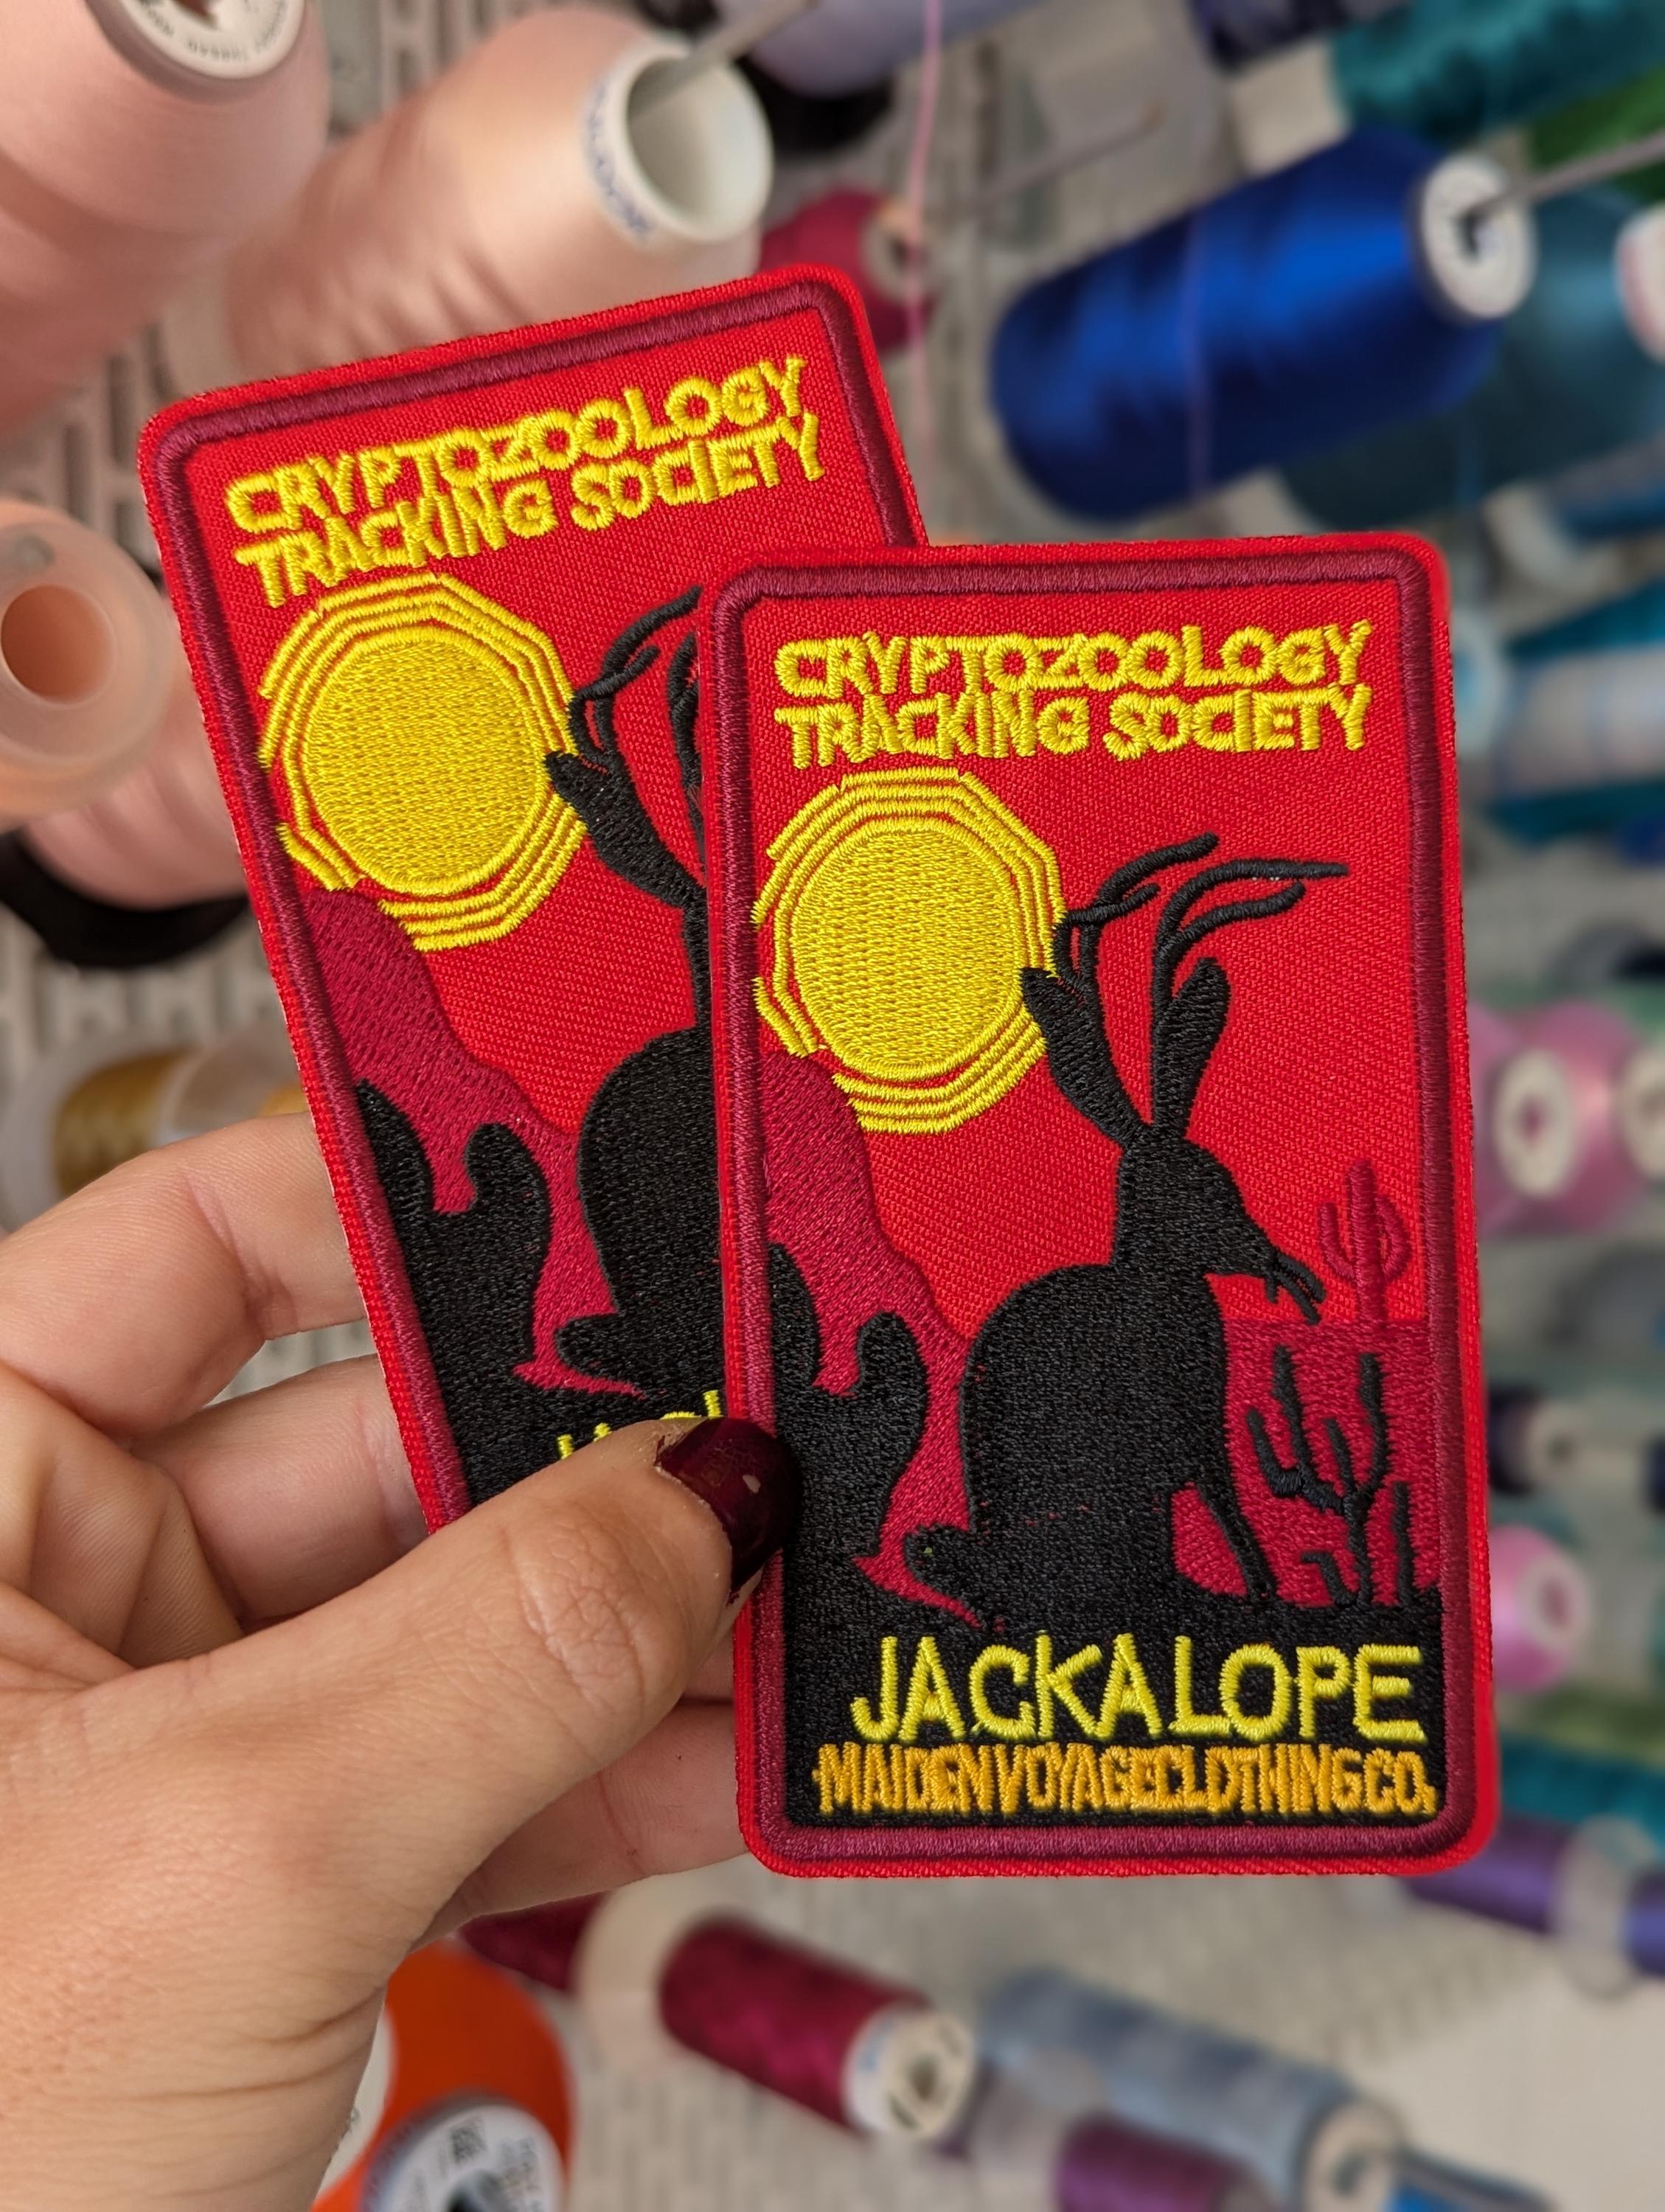 CRYPTOZOOLOGY
TRACKING SOCIETY
CRYPTOZOOLOGY
TRACKING SOCIETY
JACKALOPE
MAIDEN VOYAGE CLOTHING CO.